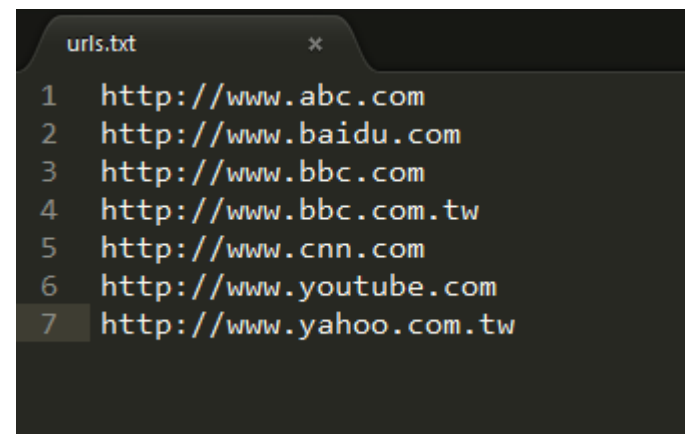 urls.txt ×
1 http://www.abc.com
2 http://www.baidu.com
3 http://www.bbc.com
4 http://www.bbc.com.tw
5 http://www.cnn.com
6 http://www.youtube.com
7 http://www.yahoo.com.tw